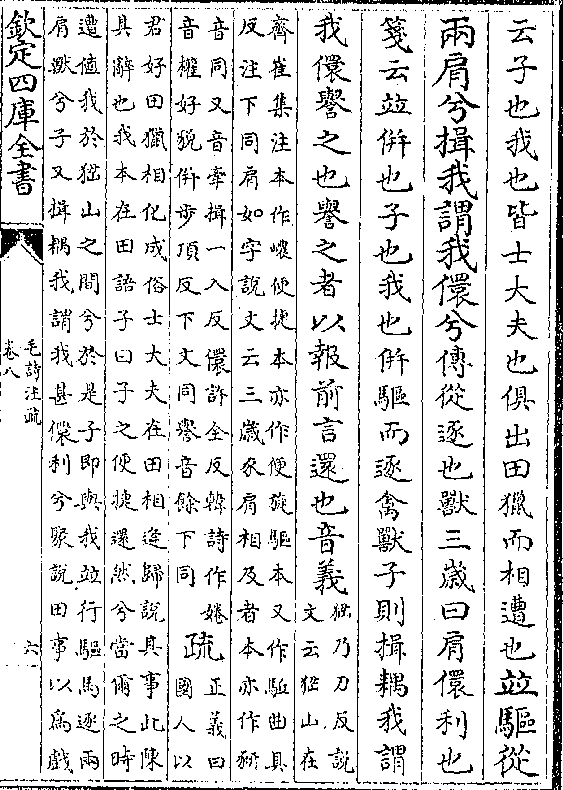 云子也我也皆士大夫也俱出田獵而相遭也並驅從
兩肩兮揖我謂我儇兮傳從逐也獸三歲曰肩儇利也
箋云並倂也子也我也倂驅而逐禽獸子則揖耦我謂
我儇譽之也譽之者以報前言還也音義
峱乃刀反說
文云峱山在
齊崔集注本作嶩便捷本亦作便旋驅本又作駈曲具
反注下同肩如字說文云三歲豕肩相及者本亦作豜
音同又音牽揖一入反儇許全反韓詩作婘
音權好貌倂步頂反下文同譽音餘下同
疏
正義曰
國人以
君好田獵相化成俗士大夫在田相逢歸說其事此陳
其辭也我本在田語子曰子之便捷還然兮當爾之時
遭値我於峱山之間兮於是子即與我並行驅馬逐兩
肩獸兮子又揖耦我謂我甚儇利兮聚說田事以爲戲
欽定四庫全書
毛詩注疏
卷八
六